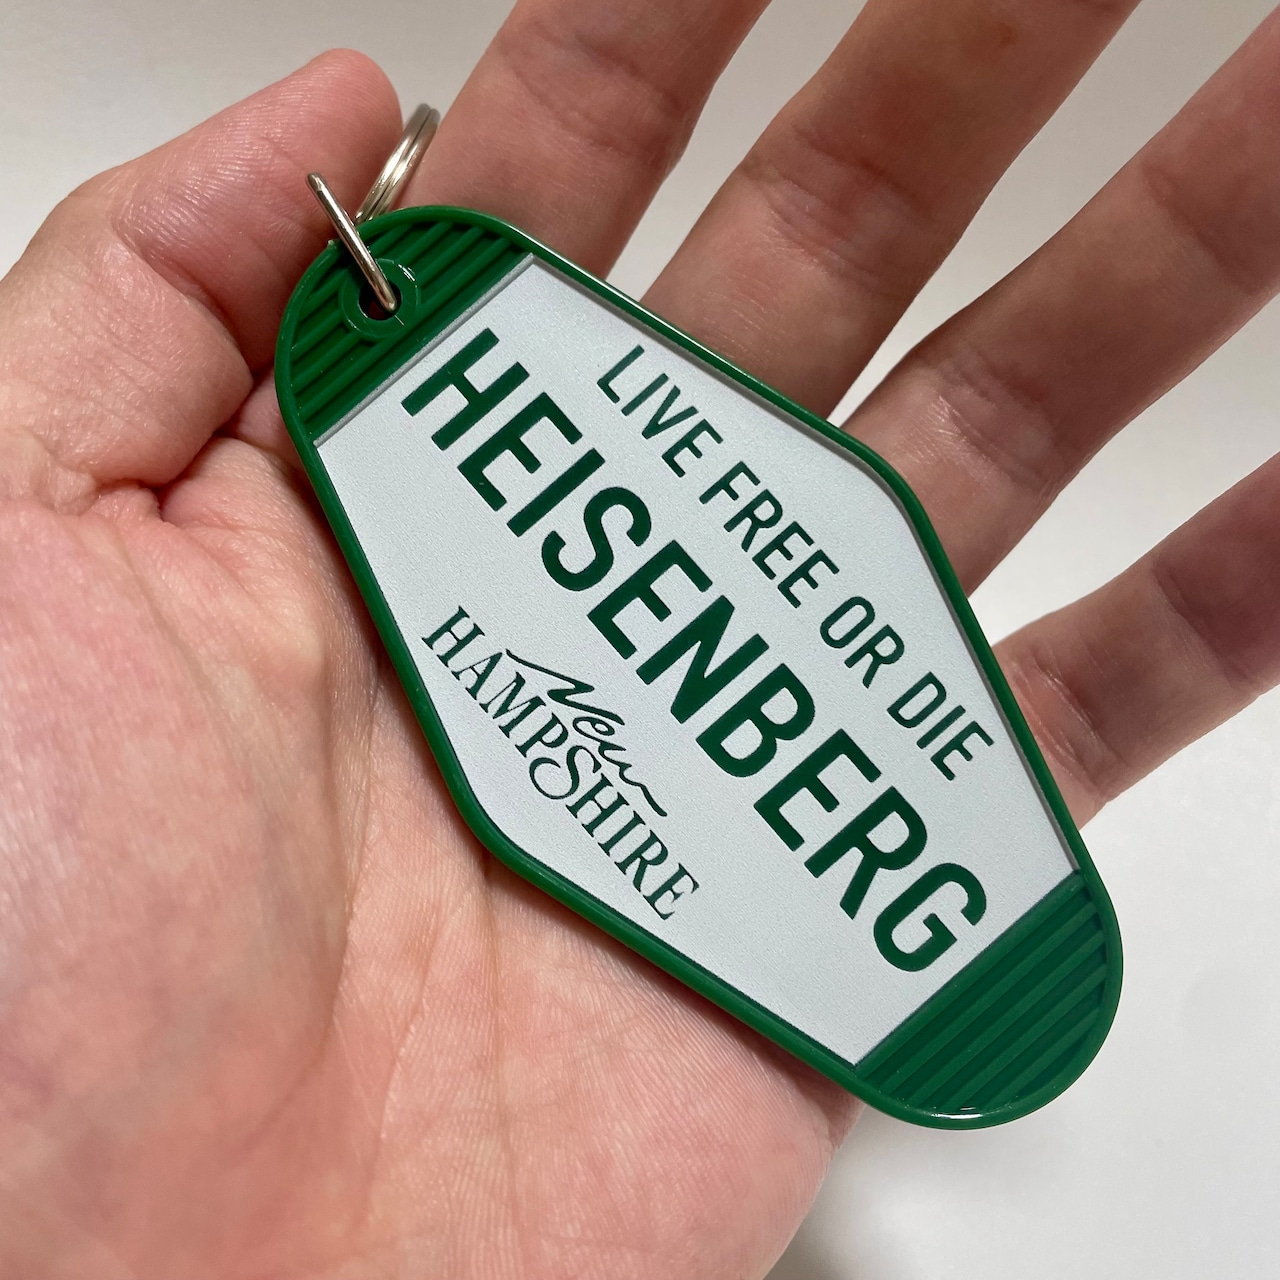 LIVE FREE OR DIE
HEISENBERG
New
HAMPSHIRE